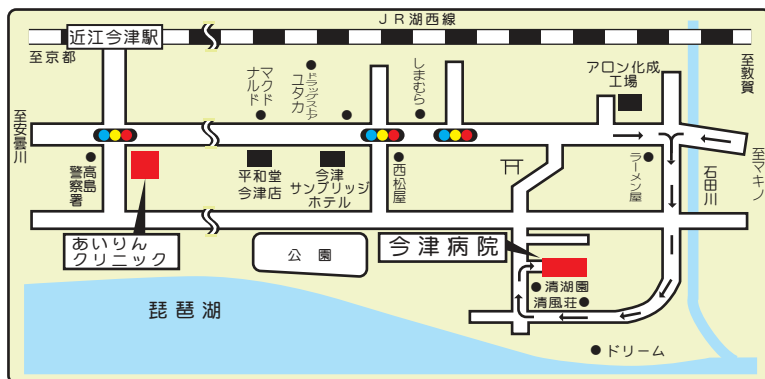 JR湖西線
近江今津駅
至京都
至敦賀
アロン化成
工場
マクド
ナルド
ドラッグストア
ユタカ
しまむら
至安曇川
至マキノ
高島
警察署
平和堂
今津店
今津
サンブリッジ
ホテル
西松屋
ラーメン屋
石田川
あいりん
クリニック
公園
今津病院
清湖園
清風荘
琵琶湖
ドリーム